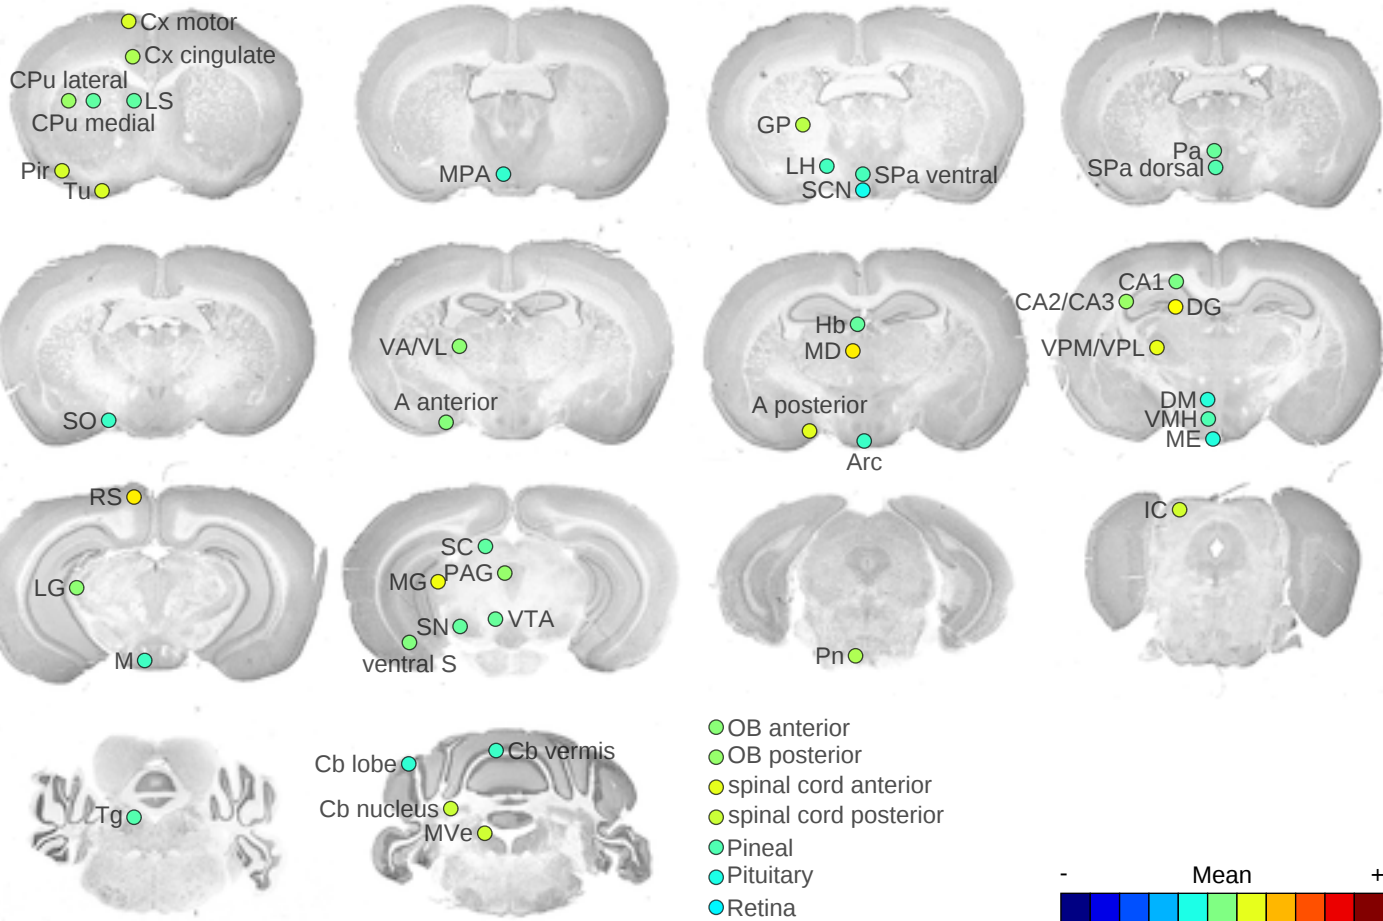 Cx motor
Cx cingulate
CPu lateral
LS
CPu medial
Pir
Tu
MPA
GP
LH
SPa ventral
SCN
Pa
SPa dorsal
SO
VA/VL
A anterior
Hb
MD
A posterior
Arc
CA1
CA2/CA3
DG
VPM/VPL
DM
VMH
ME
RS
LG
M
SC
MG
PAG
SN
VTA
ventral S
Pn
IC
Tg
Cb lobe
Cb vermis
Cb nucleus
MVe
OB anterior
OB posterior
spinal cord anterior
spinal cord posterior
Pineal
Pituitary
Retina
- Mean +